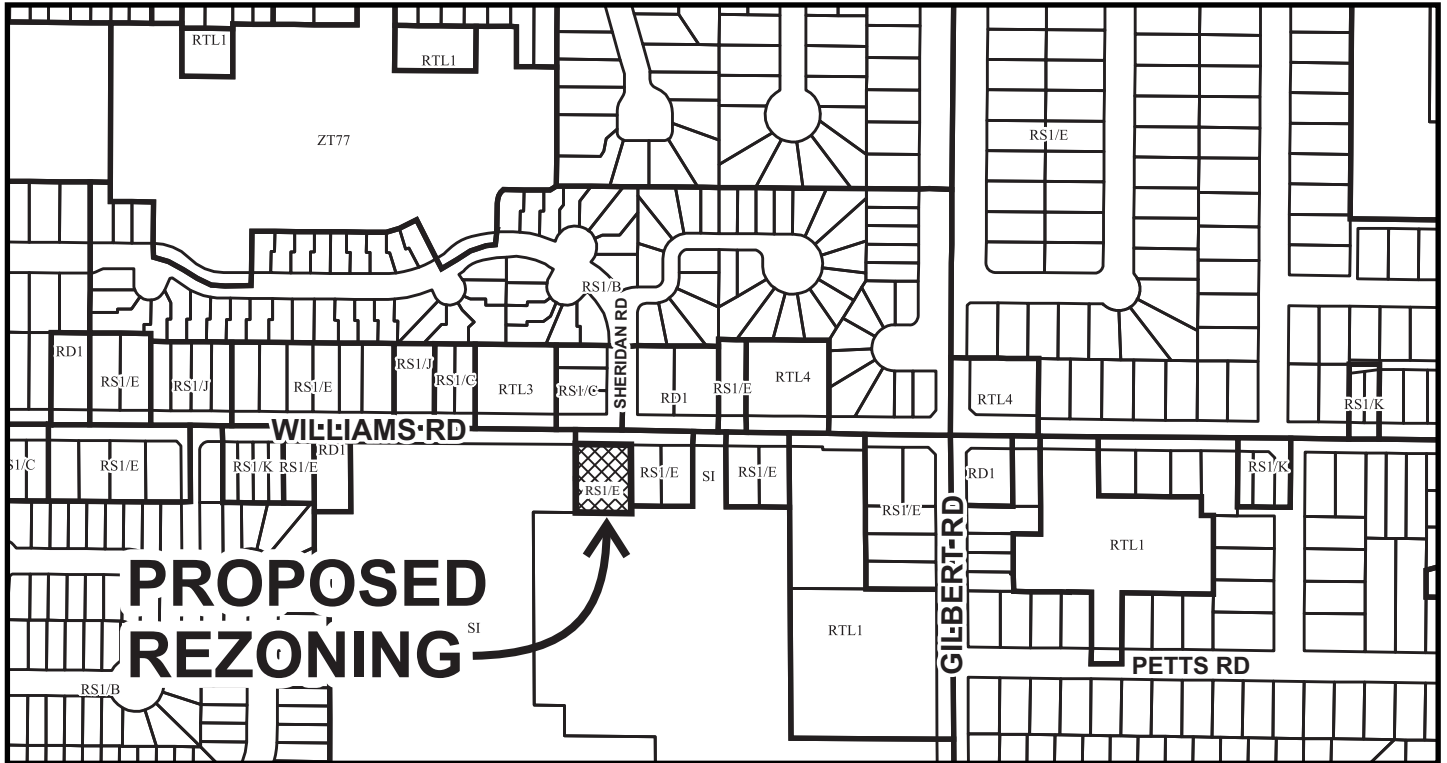 RTL1
RTL1
ZT77
RS1/E
RS1/B
SHERIDAN RD
RD1
RS1/E
RS1/J
RS1/E
RS1/J
RS1/C
RTL3
RS1/C
RD1
RS1/E
RTL4
RTL4
RS1/K
WILLIAMS RD
S1/C
RS1/E
RS1/K
RS1/E
RD1
RS1/E
RS1/E
SI
RS1/E
RS1/E
RD1
RS1/K
GILBERT RD
RTL1
PROPOSED
REZONING
SI
RTL1
PETTS RD
RS1/B